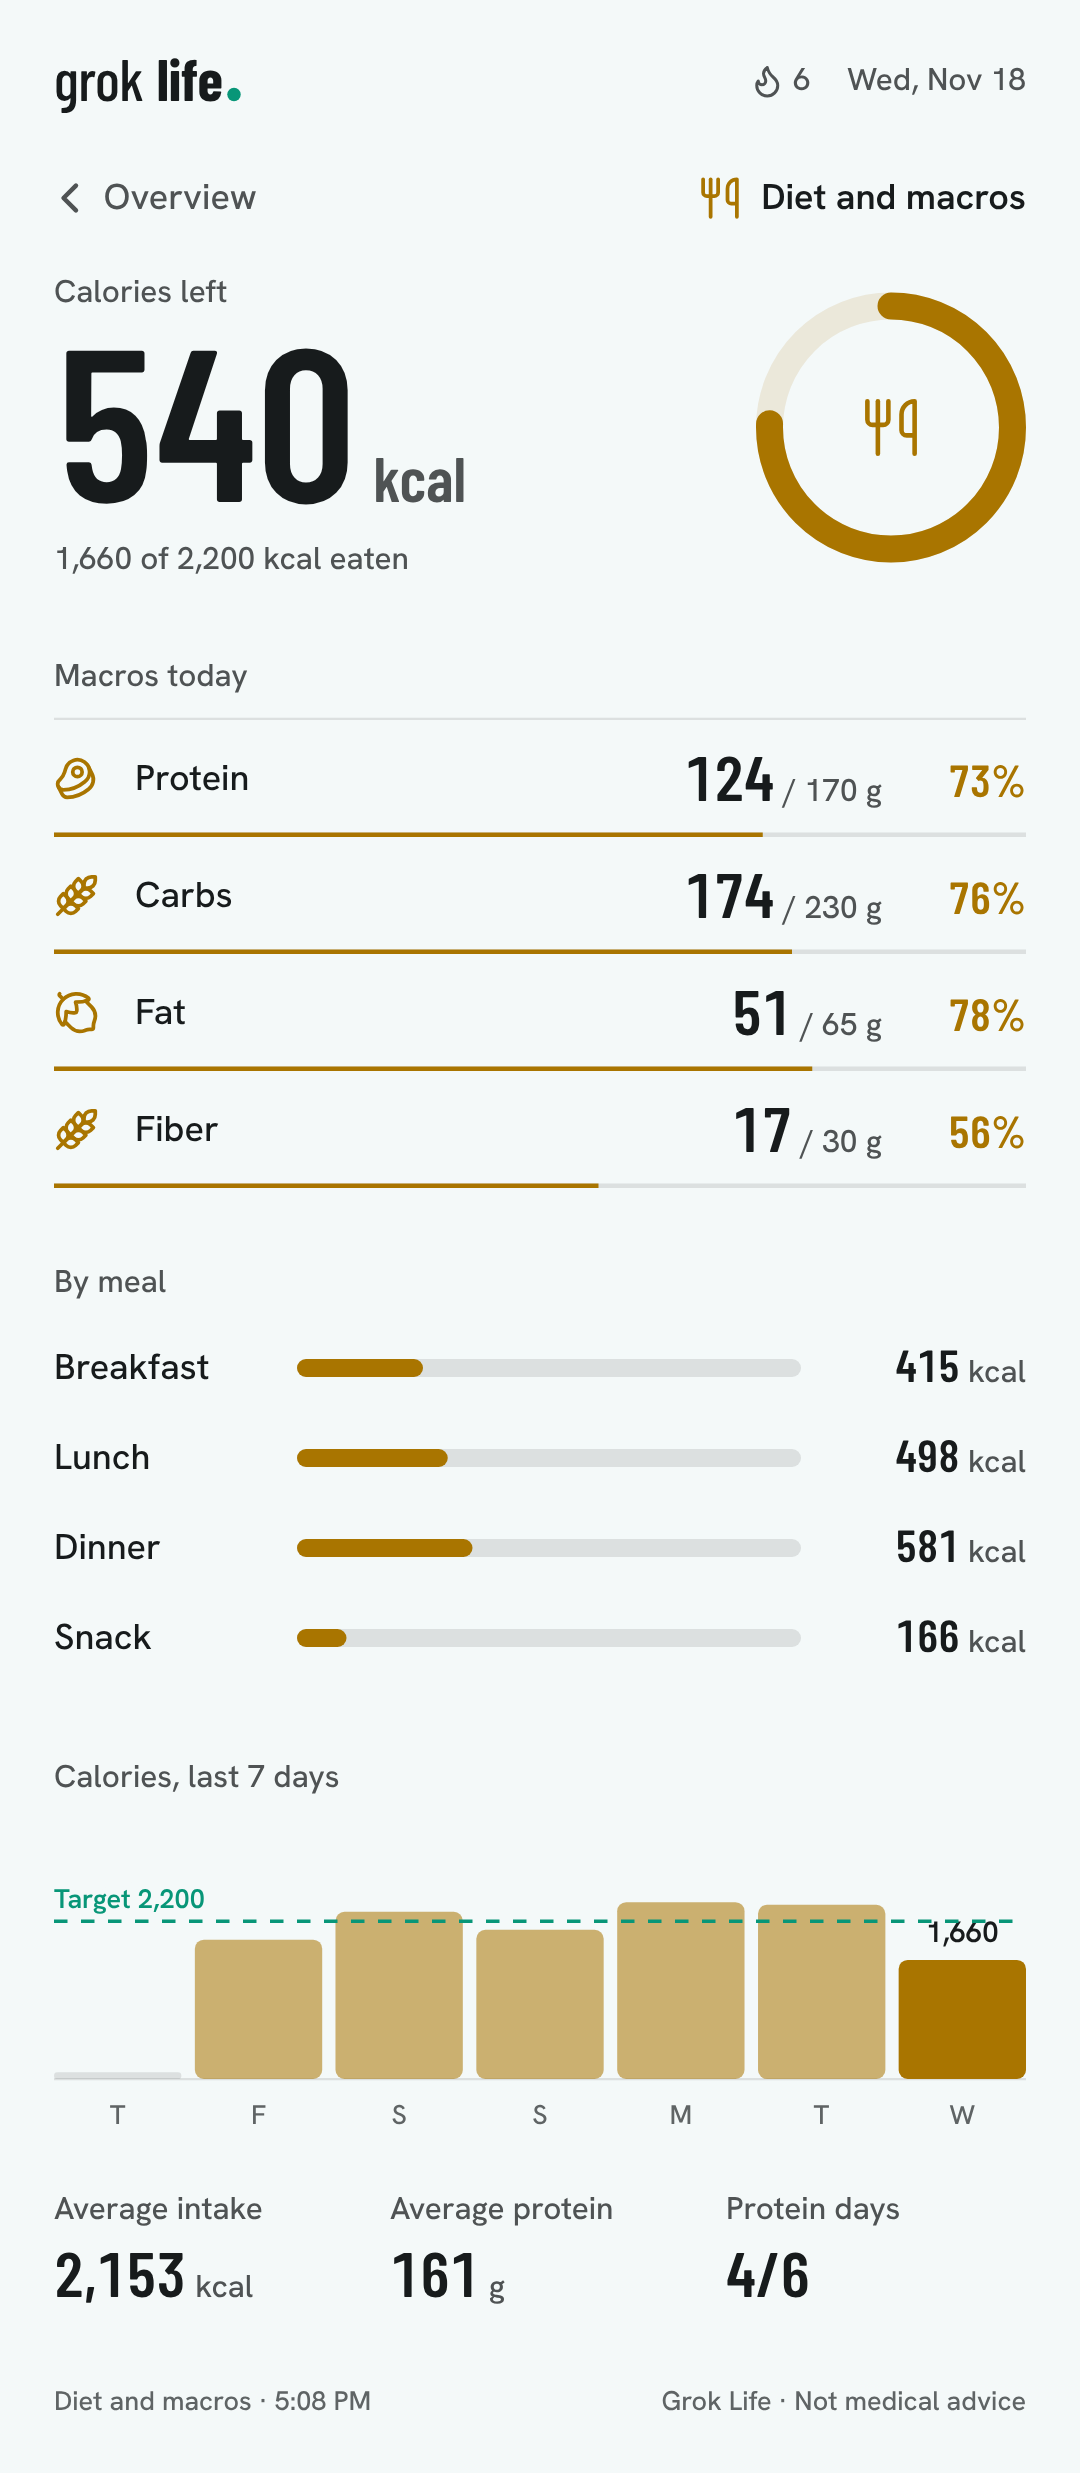 grok life.
6 Wed, Nov 18
Overview
Diet and macros
Calories left
540 kcal
1,660 of 2,200 kcal eaten
Macros today
Protein 124 / 170 g 73%
Carbs 174 / 230 g 76%
Fat 51 / 65 g 78%
Fiber 17 / 30 g 56%
By meal
Breakfast 415 kcal
Lunch 498 kcal
Dinner 581 kcal
Snack 166 kcal
Calories, last 7 days
Target 2,200
1,660
T F S S M T W
Average intake Average protein Protein days
2,153 kcal 161 g 4/6
Diet and macros · 5:08 PM
Grok Life · Not medical advice